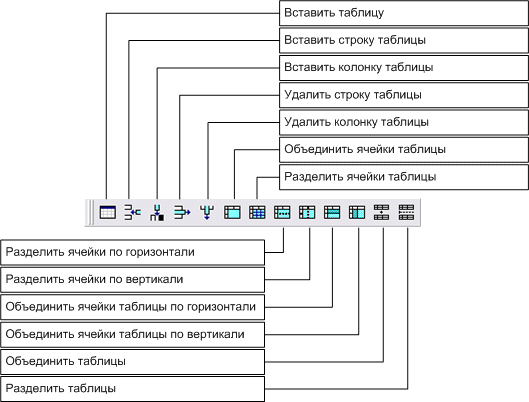 Вставить таблицу
Вставить строку таблицы
Вставить колонку таблицы
Удалить строку таблицы
Удалить колонку таблицы
Объединить ячейки таблицы
Разделить ячейки таблицы
Разделить ячейки по горизонтали
Разделить ячейки по вертикали
Объединить ячейки таблицы по горизонтали
Объединить ячейки таблицы по вертикали
Объединить таблицы
Разделить таблицы